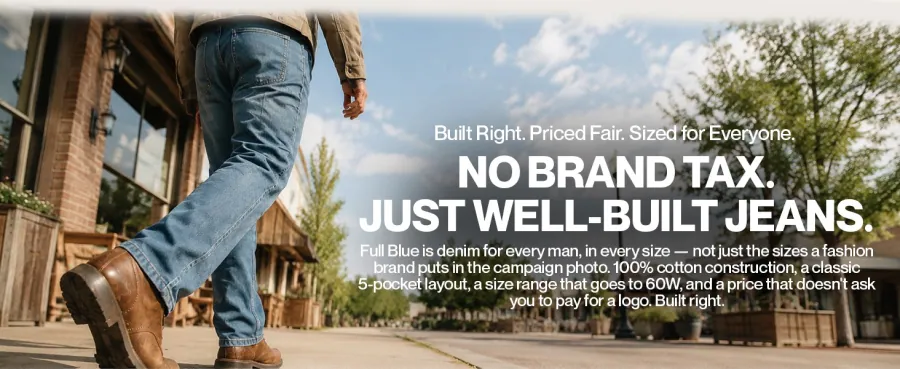 Built Right. Priced Fair. Sized for Everyone.
NO BRAND TAX.
JUST WELL-BUILT JEANS.
Full Blue is denim for every man, in every size — not just the sizes a fashion
brand puts in the campaign photo. 100% cotton construction, a classic
5-pocket layout, a size range that goes to 60W, and a price that doesn't ask
you to pay for a logo. Built right.